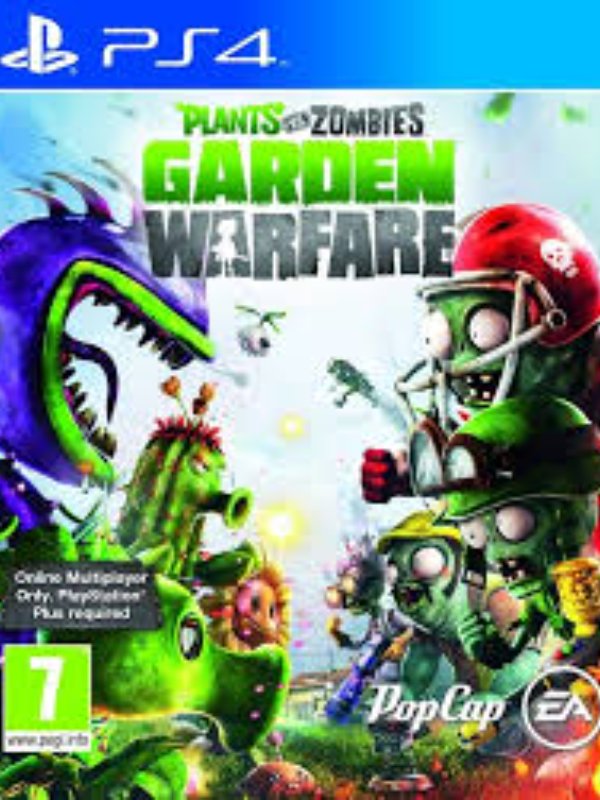 PS4
PLANTS VS. ZOMBIES
GARDEN
WARFARE
Online Multiplayer
Only, PlayStation®
Plus required
7
www.pegi.info
PopCap
EA